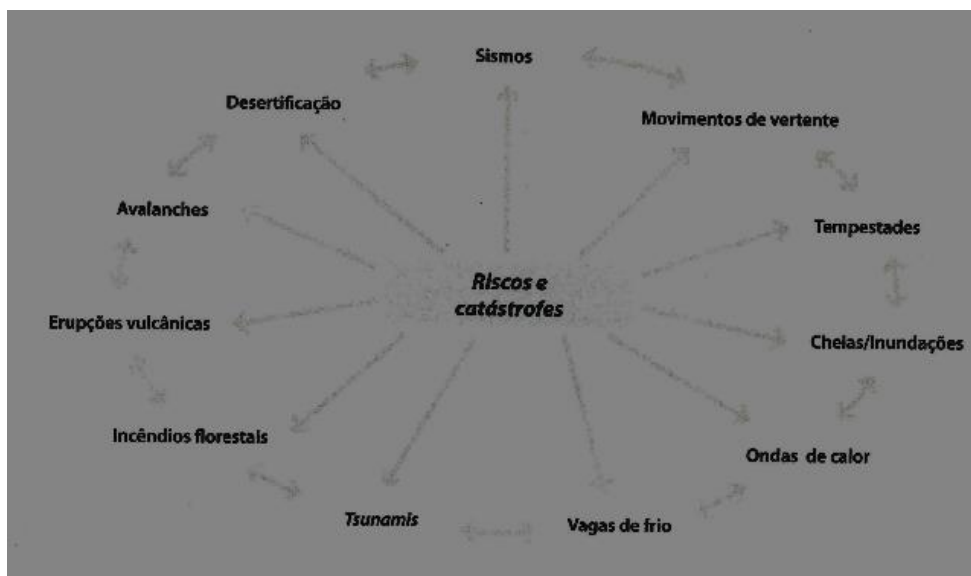 Sismos
Desertificação
Movimentos de vertente
Avalanches
Tempestades
Riscos e
catástrofes
Erupções vulcânicas
Cheias/Inundações
Incêndios florestais
Ondas de calor
Tsunamis
Vagas de frio